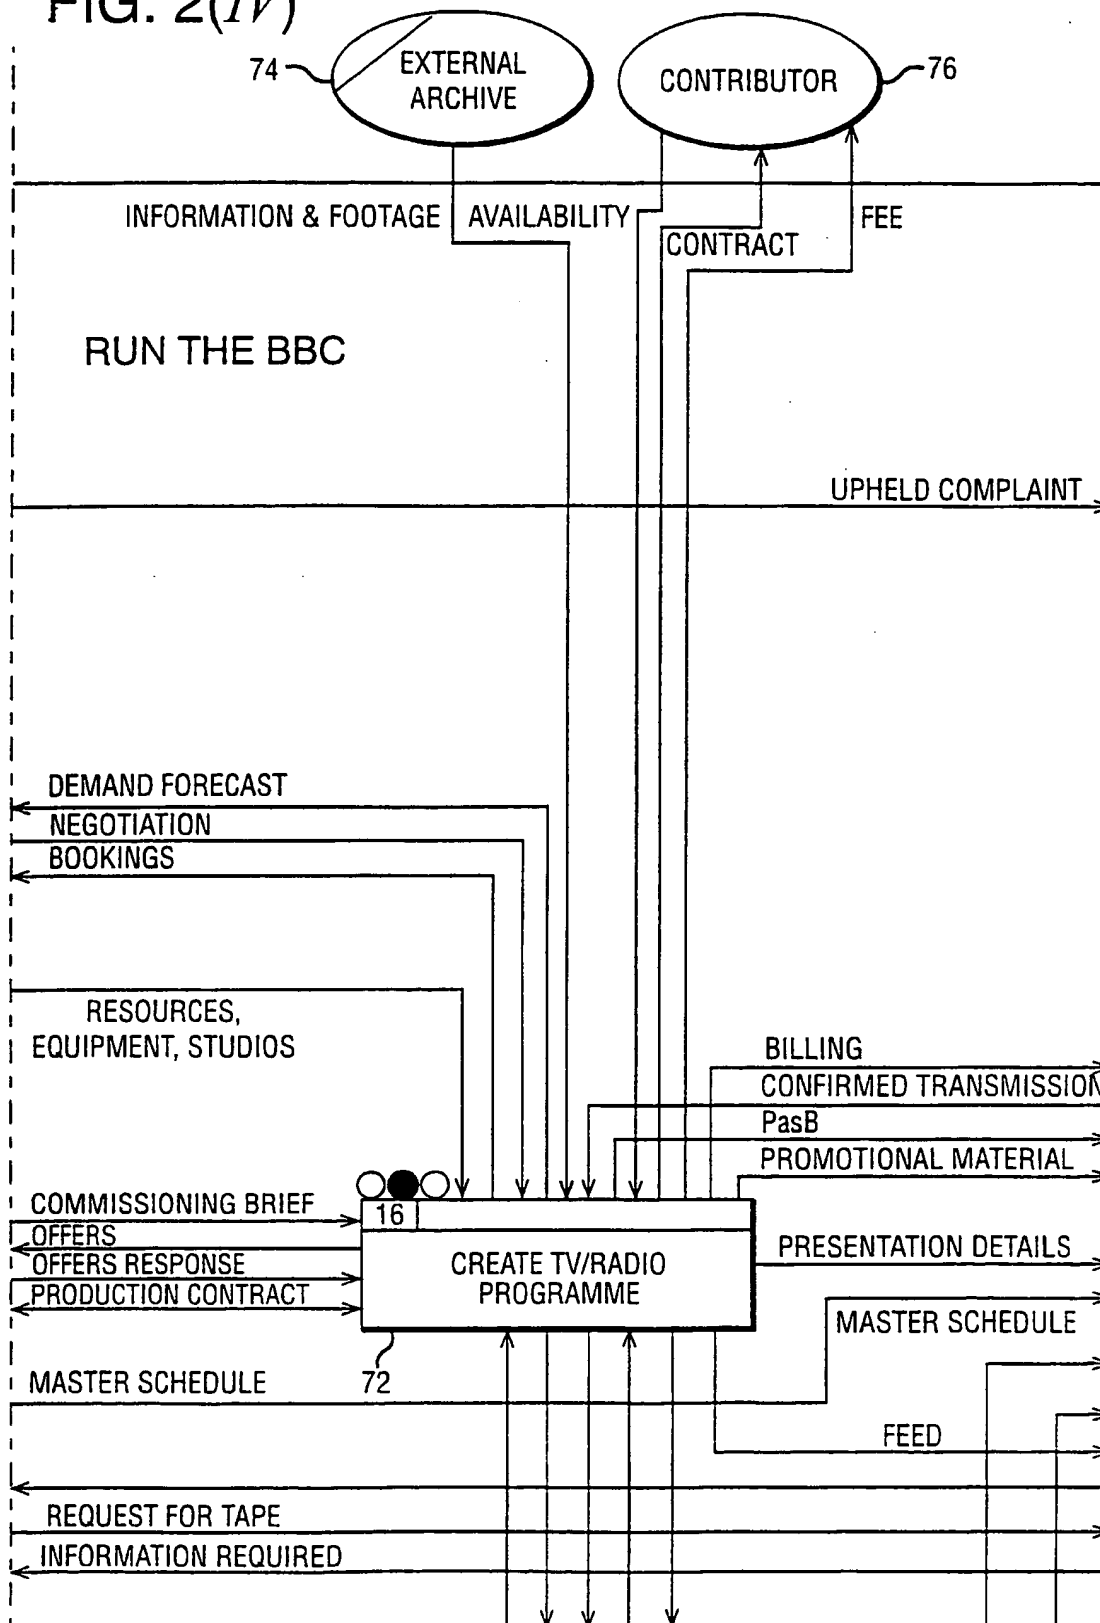 FIG. 2(IV)
74
EXTERNAL
ARCHIVE
CONTRIBUTOR
76
INFORMATION & FOOTAGE
AVAILABILITY
CONTRACT
FEE
RUN THE BBC
UPHELD COMPLAINT
DEMAND FORECAST
NEGOTIATION
BOOKINGS
RESOURCES,
EQUIPMENT, STUDIOS
BILLING
CONFIRMED TRANSMISSION
PasB
PROMOTIONAL MATERIAL
COMMISSIONING BRIEF
OFFERS
OFFERS RESPONSE
PRODUCTION CONTRACT
16
CREATE TV/RADIO
PROGRAMME
PRESENTATION DETAILS
MASTER SCHEDULE
72
MASTER SCHEDULE
FEED
REQUEST FOR TAPE
INFORMATION REQUIRED